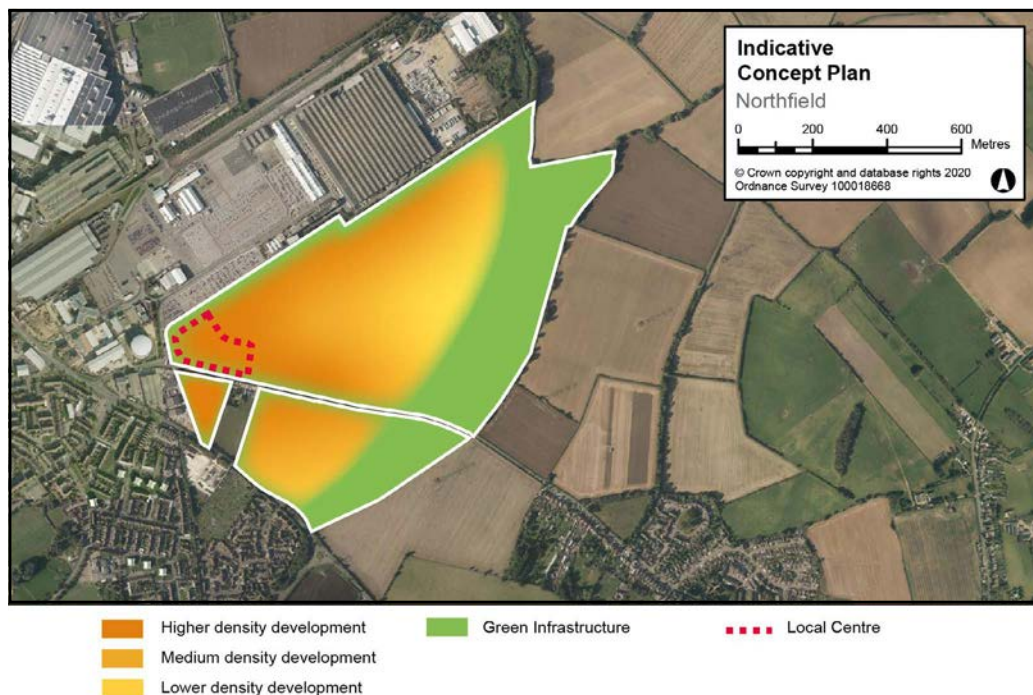 Indicative
Concept Plan
Northfield
0 200 400 600
Metres
© Crown copyright and database rights 2020
Ordnance Survey 100018668
Higher density development
Green Infrastructure
Local Centre
Medium density development
Lower density development